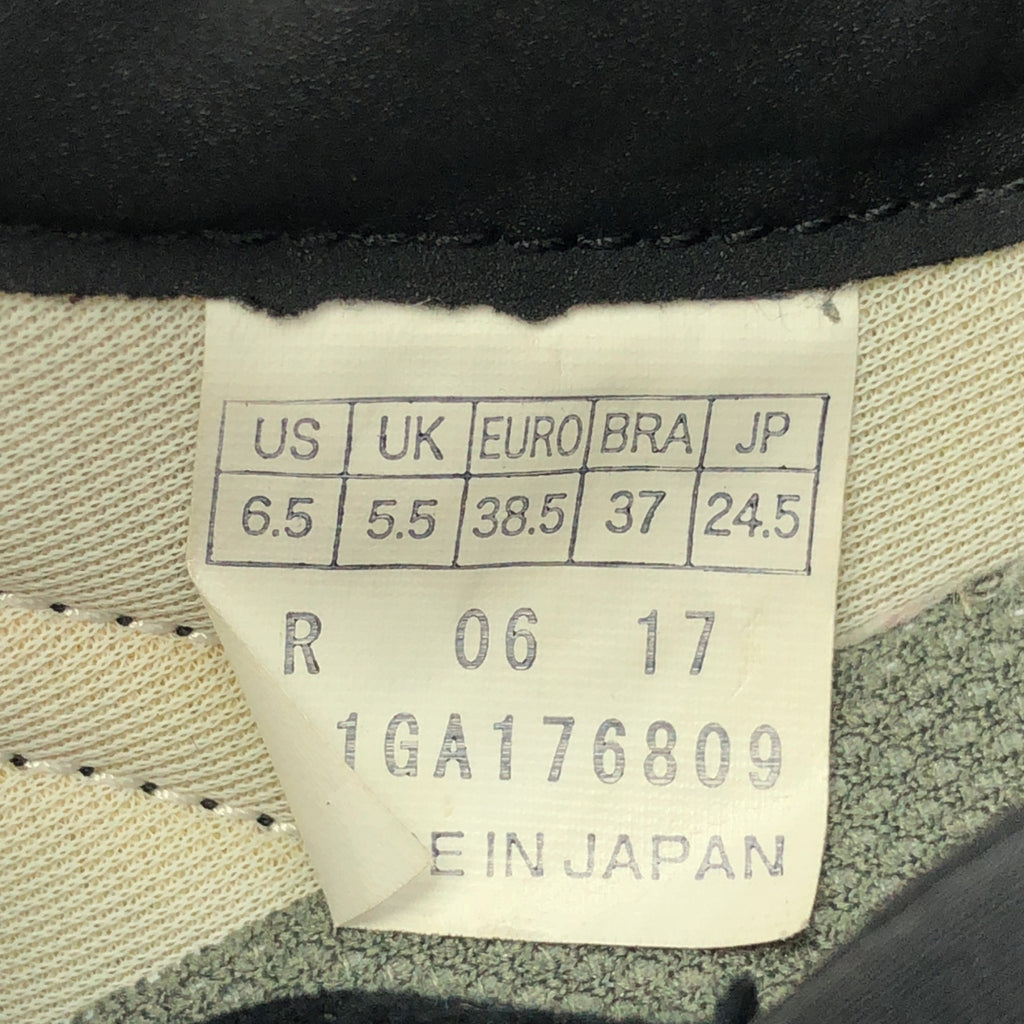 US UK EURO BRA JP
6.5 5.5 38.5 37 24.5
R 06 17
1GA176809
E IN JAPAN